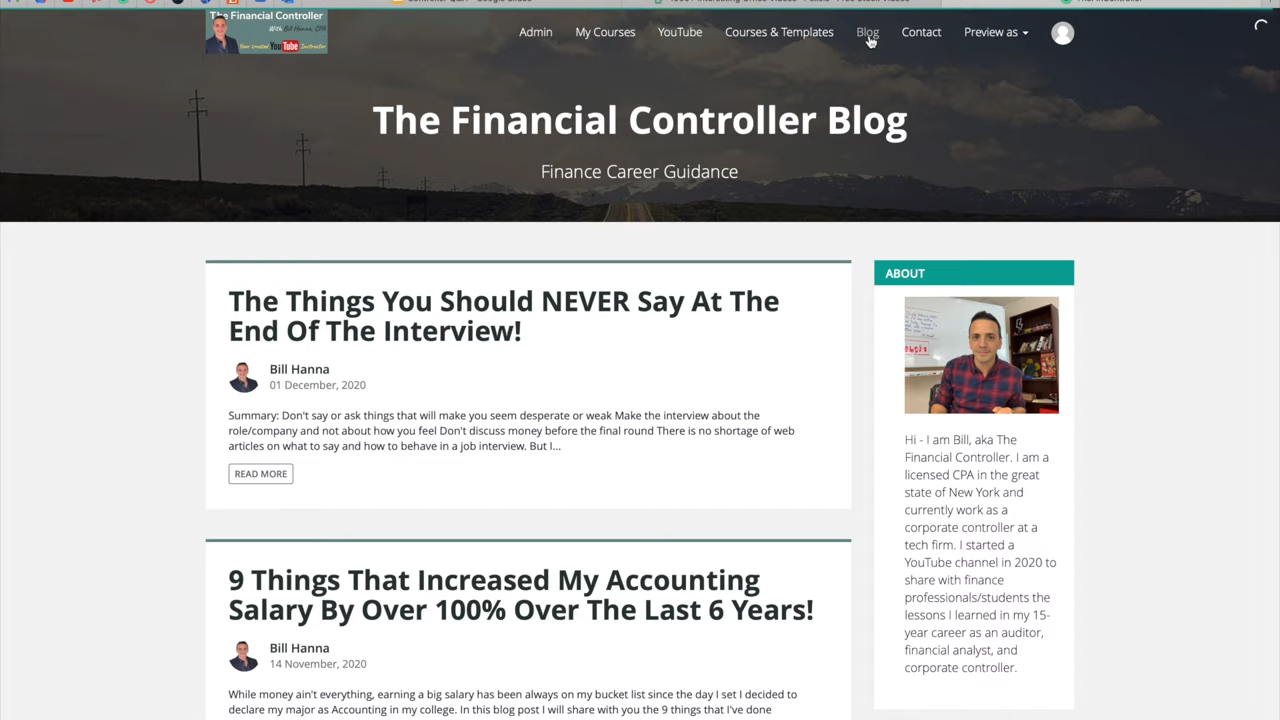 The Financial Controller
With Bill Hanna, CPA
Your trusted YouTube Instructor
Admin
My Courses
YouTube
Courses & Templates
Blog
Contact
Preview as
The Financial Controller Blog
Finance Career Guidance
The Things You Should NEVER Say At The
End Of The Interview!
Bill Hanna
01 December, 2020
Summary: Don't say or ask things that will make you seem desperate or weak Make the interview about the
role/company and not about how you feel Don't discuss money before the final round There is no shortage of web
articles on what to say and how to behave in a job interview. But I...
READ MORE
9 Things That Increased My Accounting
Salary By Over 100% Over The Last 6 Years!
Bill Hanna
14 November, 2020
While money ain't everything, earning a big salary has been always on my bucket list since the day I set I decided to
declare my major as Accounting in my college. In this blog post I will share with you the 9 things that I've done
ABOUT
Hi - I am Bill, aka The
Financial Controller. I am a
licensed CPA in the great
state of New York and
currently work as a
corporate controller at a
tech firm. I started a
YouTube channel in 2020 to
share with finance
professionals/students the
lessons I learned in my 15-
year career as an auditor,
financial analyst, and
corporate controller.